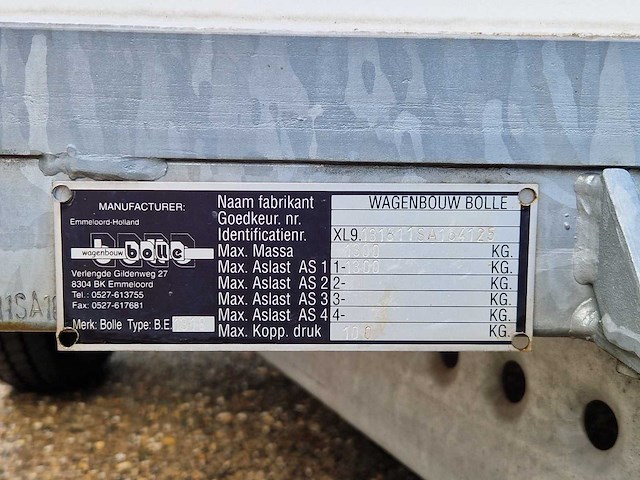 MANUFACTURER:
Emmeloord-Holland
wagenbouw bolle
Verlengde Gildenweg 27
8304 BK Emmeloord
Tel.: 0527-613755
Fax: 0527-617681
Merk: Bolle Type: B.E.
Naam fabrikant WAGENBOUW BOLLE
Goedkeur. nr.
Identificatienr.
Max. Massa KG.
Max. Aslast AS 1 1-1300 KG.
Max. Aslast AS 2 2- KG.
Max. Aslast AS 3 3- KG.
Max. Aslast AS 4 4- KG.
Max. Kopp. druk KG.